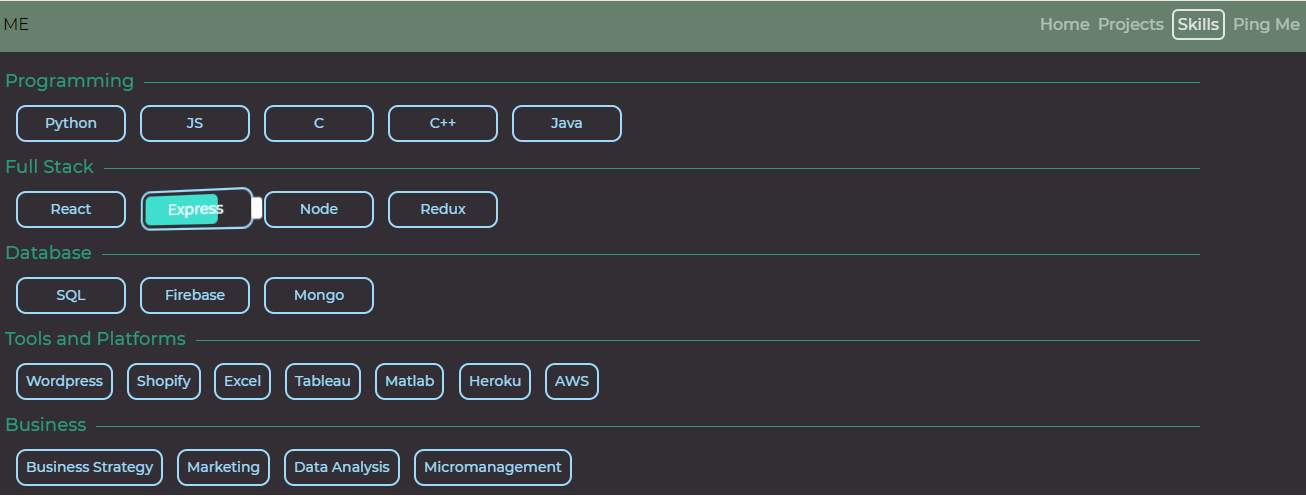 ME Home Projects Skills Ping Me
Programming
Python JS C C++ Java
Full Stack
React Express Node Redux
Database
SQL Firebase Mongo
Tools and Platforms
Wordpress Shopify Excel Tableau Matlab Heroku AWS
Business
Business Strategy Marketing Data Analysis Micromanagement